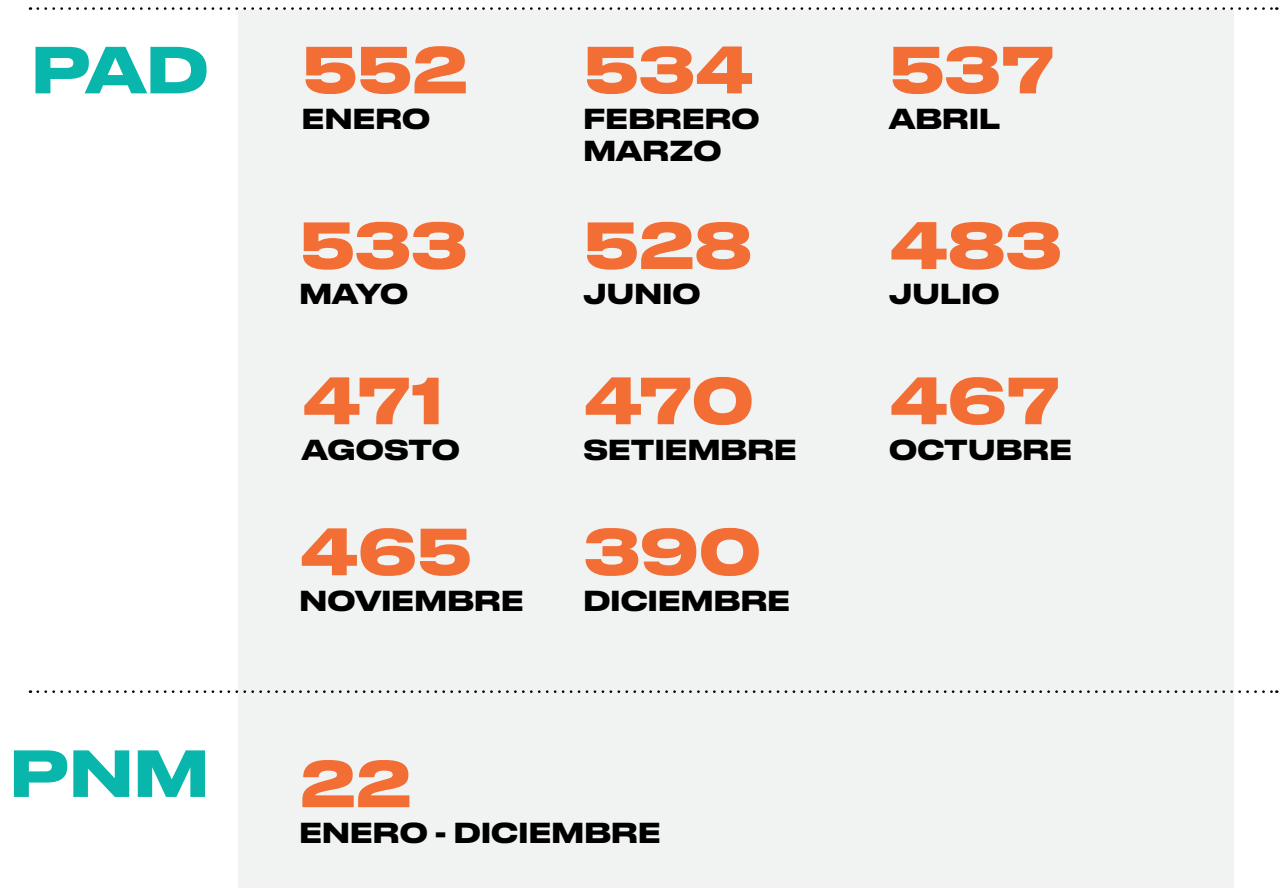 PAD
552
ENERO
534
FEBRERO
MARZO
537
ABRIL
533
MAYO
528
JUNIO
483
JULIO
471
AGOSTO
470
SETIEMBRE
467
OCTUBRE
465
NOVIEMBRE
390
DICIEMBRE
PNM
22
ENERO - DICIEMBRE